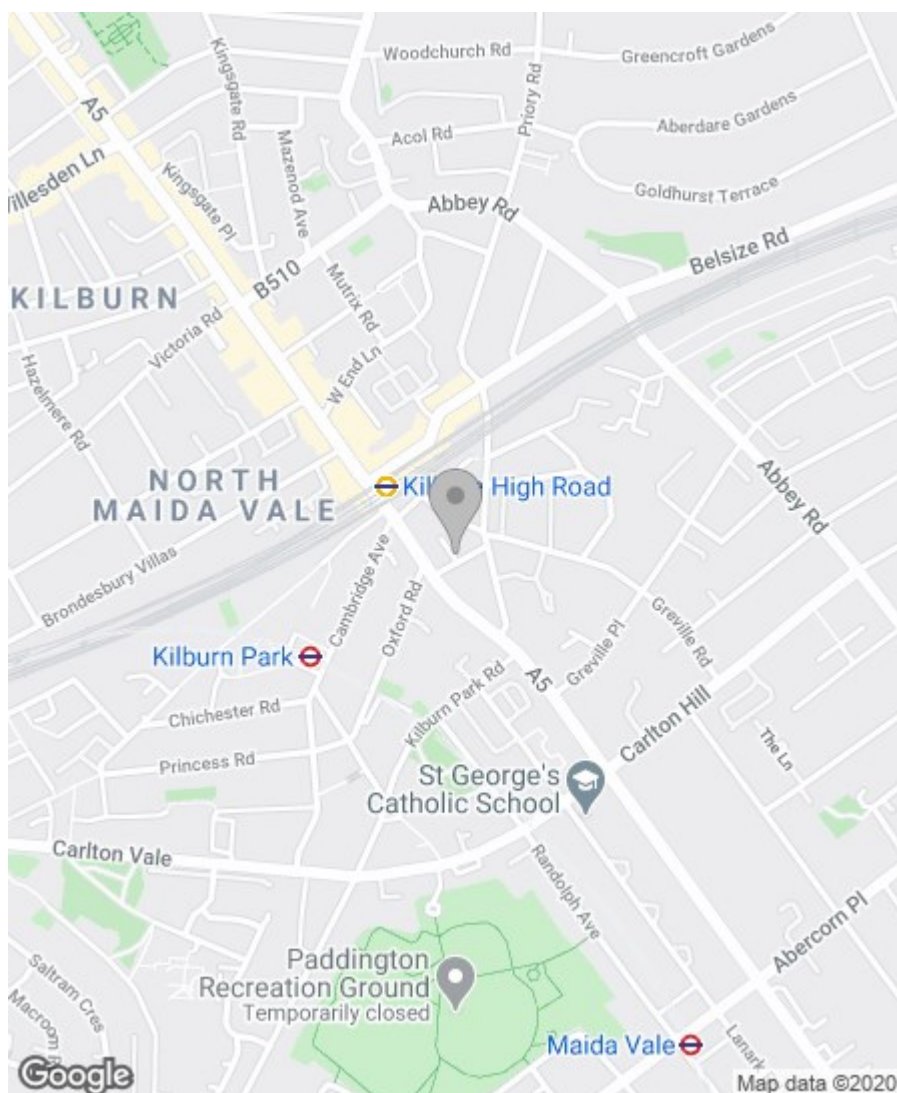 Woodchurch Rd
Greencroft Gardens
Kingsgate Rd
A5
Priory Rd
Mazenod Ave
Acol Rd
Aberdare Gardens
Ln
Kingsgate Pl
Goldhurst Terrace
Abbey Rd
Belsize Rd
B510
KILBURN
Mutrix Rd
Victoria Rd
W End Ln
Hazelmere Rd
NORTH
MAIDA VALE
High Road
Abbey Rd
Brondesbury Villas
Cambridge Ave
Oxford Rd
Greville Rd
Kilburn Park
Greville Pl
A5
Kilburn Park Rd
Chichester Rd
Carlton Hill
The Ln
Princess Rd
St George's
Catholic School
Carlton Vale
Randolph Ave
Abercorn Pl
Paddington
Recreation Ground
Temporarily closed
Saltram Cres
Macroom
Maida Vale
Lanark
Google
Map data ©2020